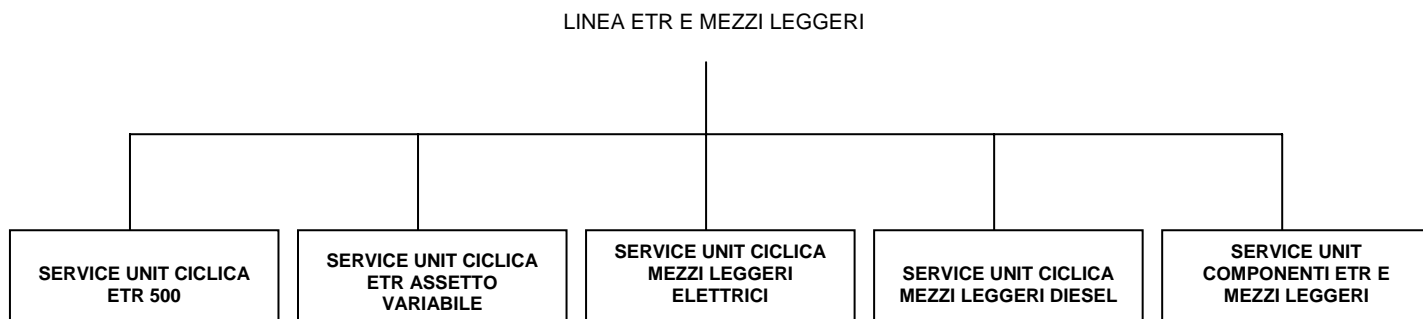 LINEA ETR E MEZZI LEGGERI
SERVICE UNIT CICLICA
ETR 500
SERVICE UNIT CICLICA
ETR ASSETTO
VARIABILE
SERVICE UNIT CICLICA
MEZZI LEGGERI
ELETTRICI
SERVICE UNIT CICLICA
MEZZI LEGGERI DIESEL
SERVICE UNIT
COMPONENTI ETR E
MEZZI LEGGERI